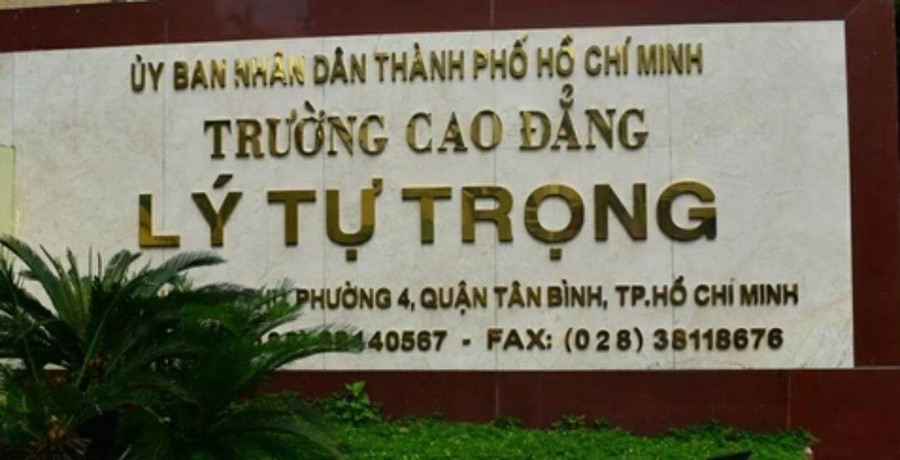 ỦY BAN NHÂN DÂN THÀNH PHỐ HỒ CHÍ MINH
TRƯỜNG CAO ĐẲNG
LÝ TỰ TRỌNG
PHƯỜNG 4, QUẬN TÂN BÌNH, TP.HỒ CHÍ MINH
40567 - FAX: (028) 38118676